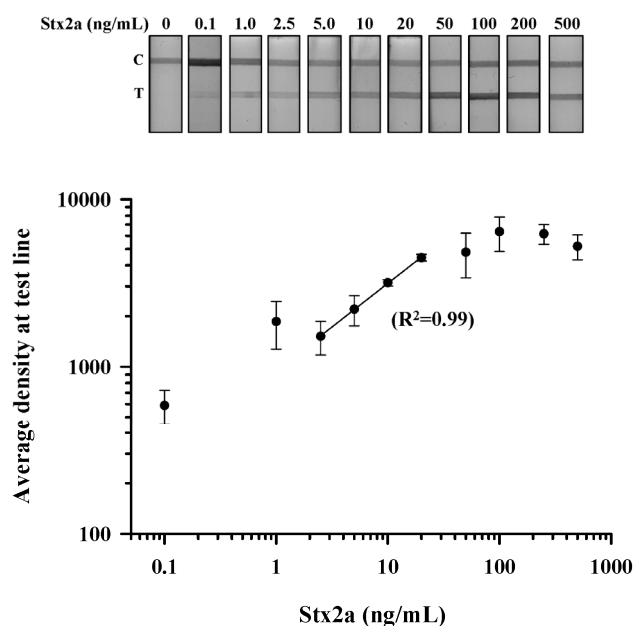 Stx2a (ng/mL) 0 0.1 1.0 2.5 5.0 10 20 50 100 200 500
C
T
10000
1000
100
Average density at test line
(R²=0.99)
0.1 1 10 100 1000
Stx2a (ng/mL)